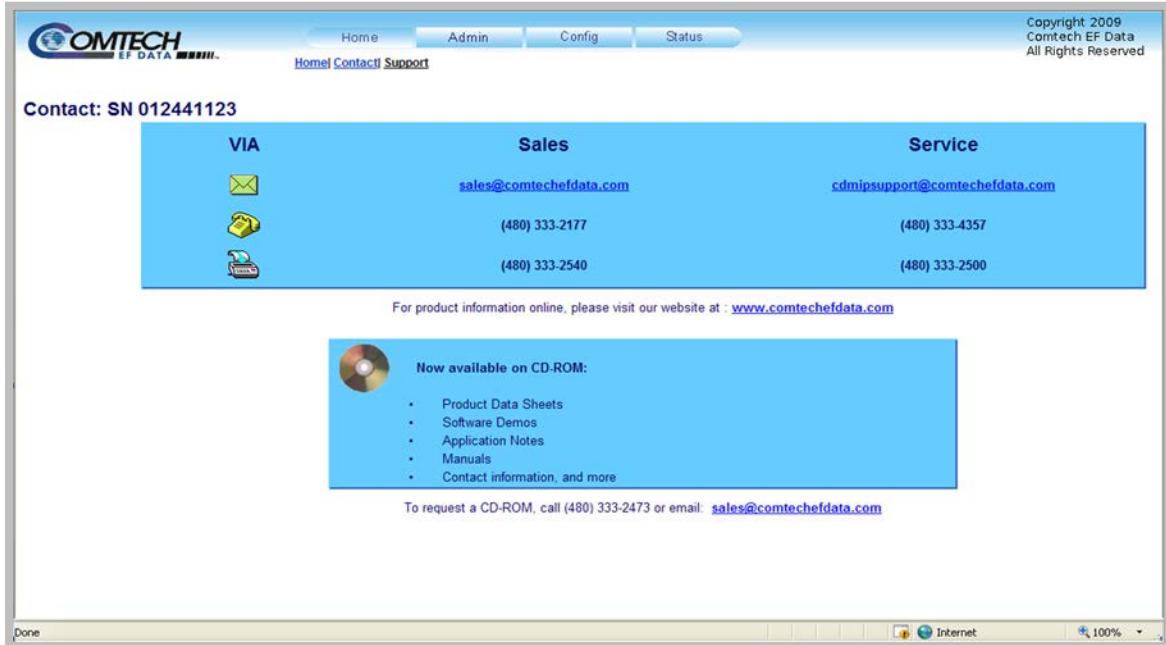 COMTECH
EF DATA
Home Admin Config Status
Home| Contact| Support
Copyright 2009
Comtech EF Data
All Rights Reserved
Contact: SN 012441123
VIA Sales Service
sales@comtechefdata.com cdmipsupport@comtechefdata.com
(480) 333-2177 (480) 333-4357
(480) 333-2540 (480) 333-2500
For product information online, please visit our website at : www.comtechefdata.com
Now available on CD-ROM:
• Product Data Sheets
• Software Demos
• Application Notes
• Manuals
• Contact information, and more
To request a CD-ROM, call (480) 333-2473 or email: sales@comtechefdata.com
Done Internet 100%